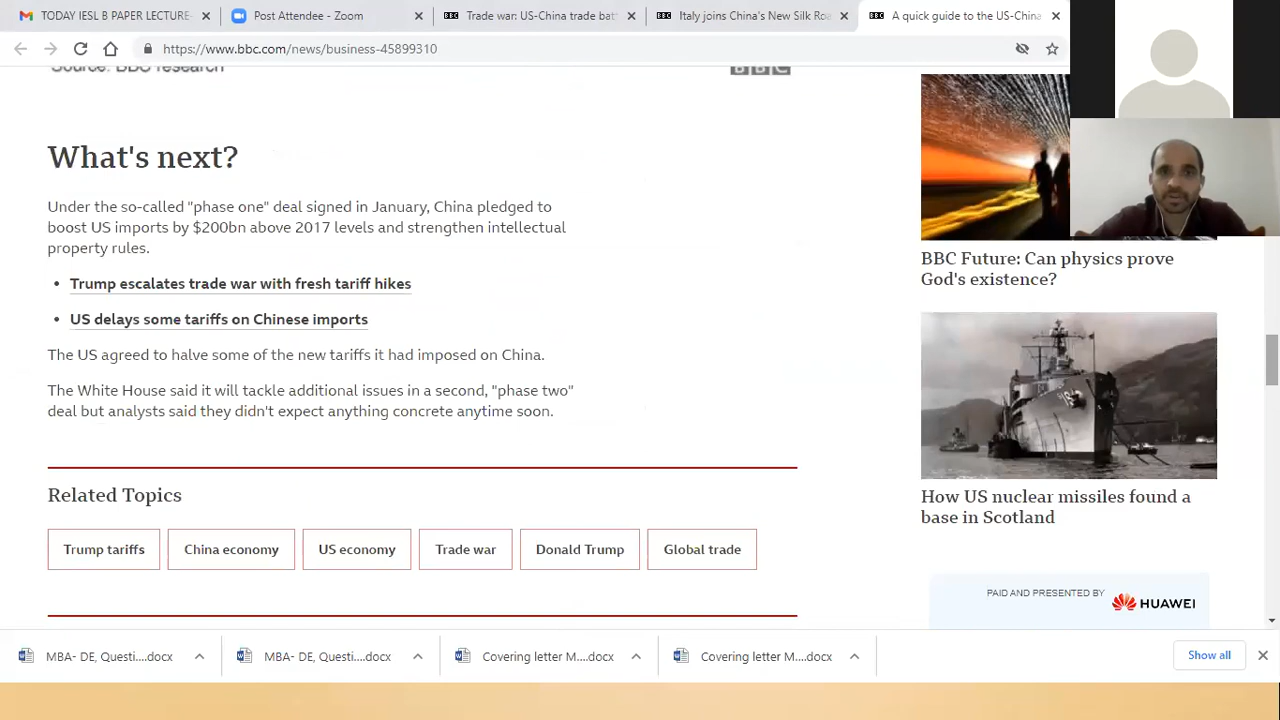 TODAY IESL B PAPER LECTURE-
Post Attendee - Zoom
Trade war: US-China trade bat
Italy joins China's New Silk Roa
A quick guide to the US-China
https://www.bbc.com/news/business-45899310
Source: BBC research
BBC
What's next?
Under the so-called "phase one" deal signed in January, China pledged to
boost US imports by $200bn above 2017 levels and strengthen intellectual
property rules.
• Trump escalates trade war with fresh tariff hikes
• US delays some tariffs on Chinese imports
The US agreed to halve some of the new tariffs it had imposed on China.
The White House said it will tackle additional issues in a second, "phase two"
deal but analysts said they didn't expect anything concrete anytime soon.
Related Topics
Trump tariffs
China economy
US economy
Trade war
Donald Trump
Global trade
BBC Future: Can physics prove
God's existence?
How US nuclear missiles found a
base in Scotland
PAID AND PRESENTED BY
HUAWEI
MBA- DE, Questi....docx
MBA- DE, Questi....docx
Covering letter M....docx
Covering letter M....docx
Show all